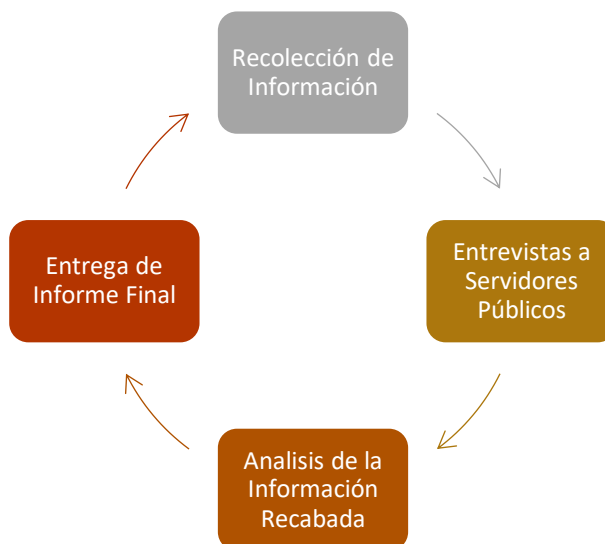 Recolección de
Información
Entrevistas a
Servidores
Públicos
Analisis de la
Información
Recabada
Entrega de
Informe Final